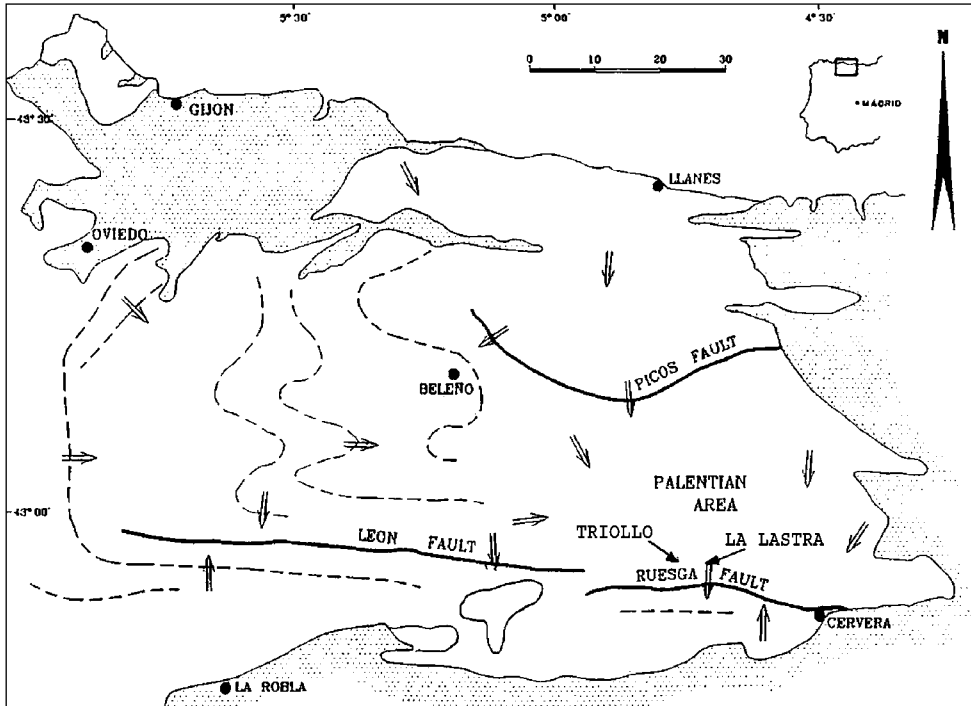 5° 30'
5° 00'
4° 30'
N
0 10 20 30
MADRID
GIJON
43° 30'
LLANES
OVIEDO
PICOS FAULT
BELEÑO
PALENTIAN
AREA
43° 00'
LEON FAULT
TRIOLLO
LA LASTRA
RUESGA FAULT
CERVERA
LA ROBLA